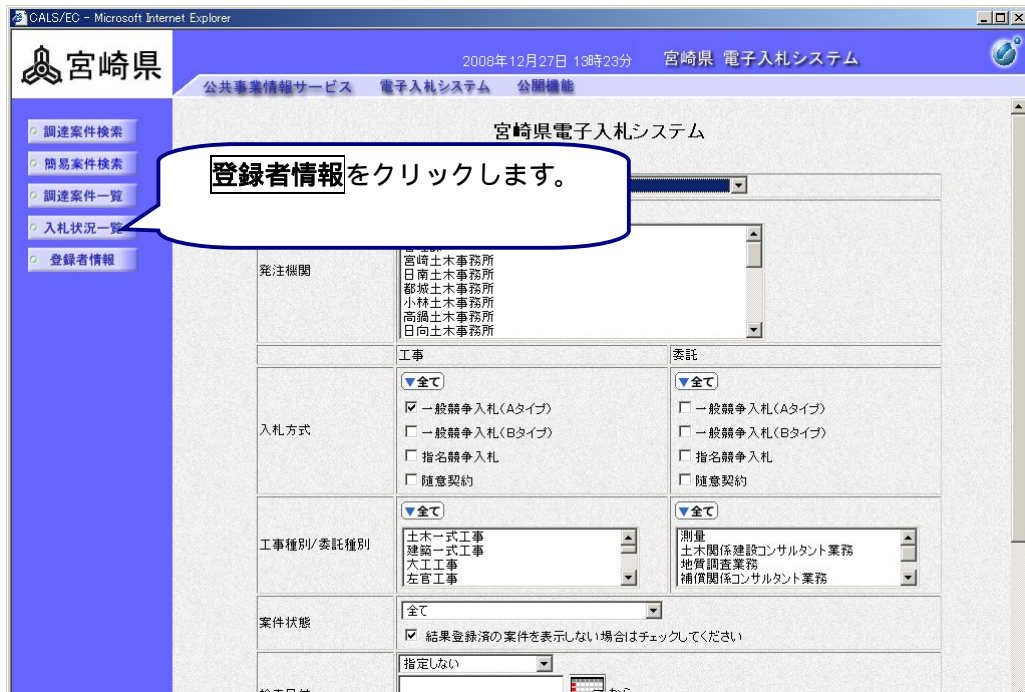 CALS/EC - Microsoft Internet Explorer
宮崎県
2008年12月27日 13時23分
宮崎県 電子入札システム
公共事業情報サービス
電子入札システム
公開機能
調達案件検索
簡易案件検索
調達案件一覧
入札状況一覧
登録者情報
宮崎県電子入札システム
登録者情報をクリックします。
発注機関
宮崎土木事務所
日南土木事務所
都城土木事務所
小林土木事務所
高鍋土木事務所
日向土木事務所
工事
委託
入札方式
▼全て
一般競争入札(Aタイプ)
一般競争入札(Bタイプ)
指名競争入札
随意契約
▼全て
一般競争入札(Aタイプ)
一般競争入札(Bタイプ)
指名競争入札
随意契約
工事種別/委託種別
▼全て
土木一式工事
建築一式工事
大工工事
左官工事
▼全て
測量
土木関係建設コンサルタント業務
地質調査業務
補償関係コンサルタント業務
案件状態
全て
結果登録済の案件を表示しない場合はチェックしてください
指定しない
から